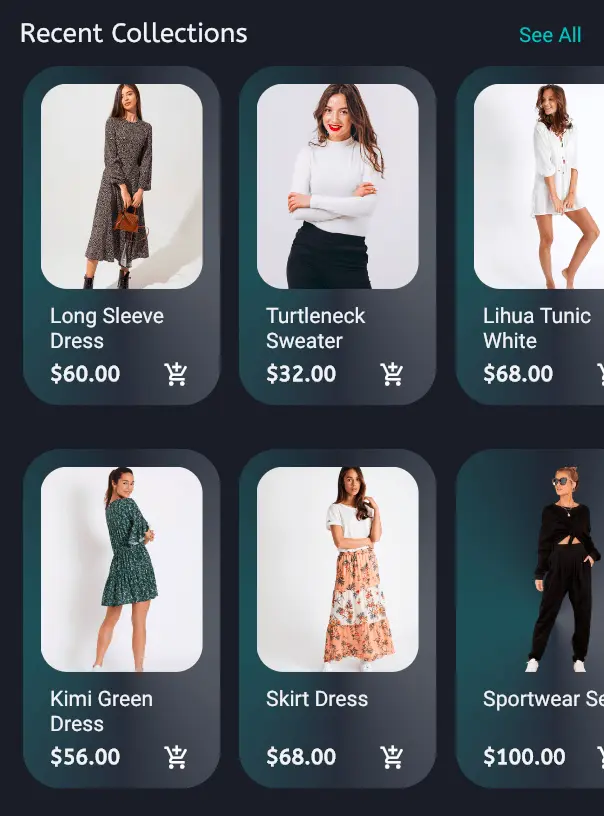 Recent Collections
See All
Long Sleeve
Dress
$60.00
Turtleneck
Sweater
$32.00
Lihua Tunic
White
$68.00
Kimi Green
Dress
$56.00
Skirt Dress
$68.00
Sportwear Se
$100.00